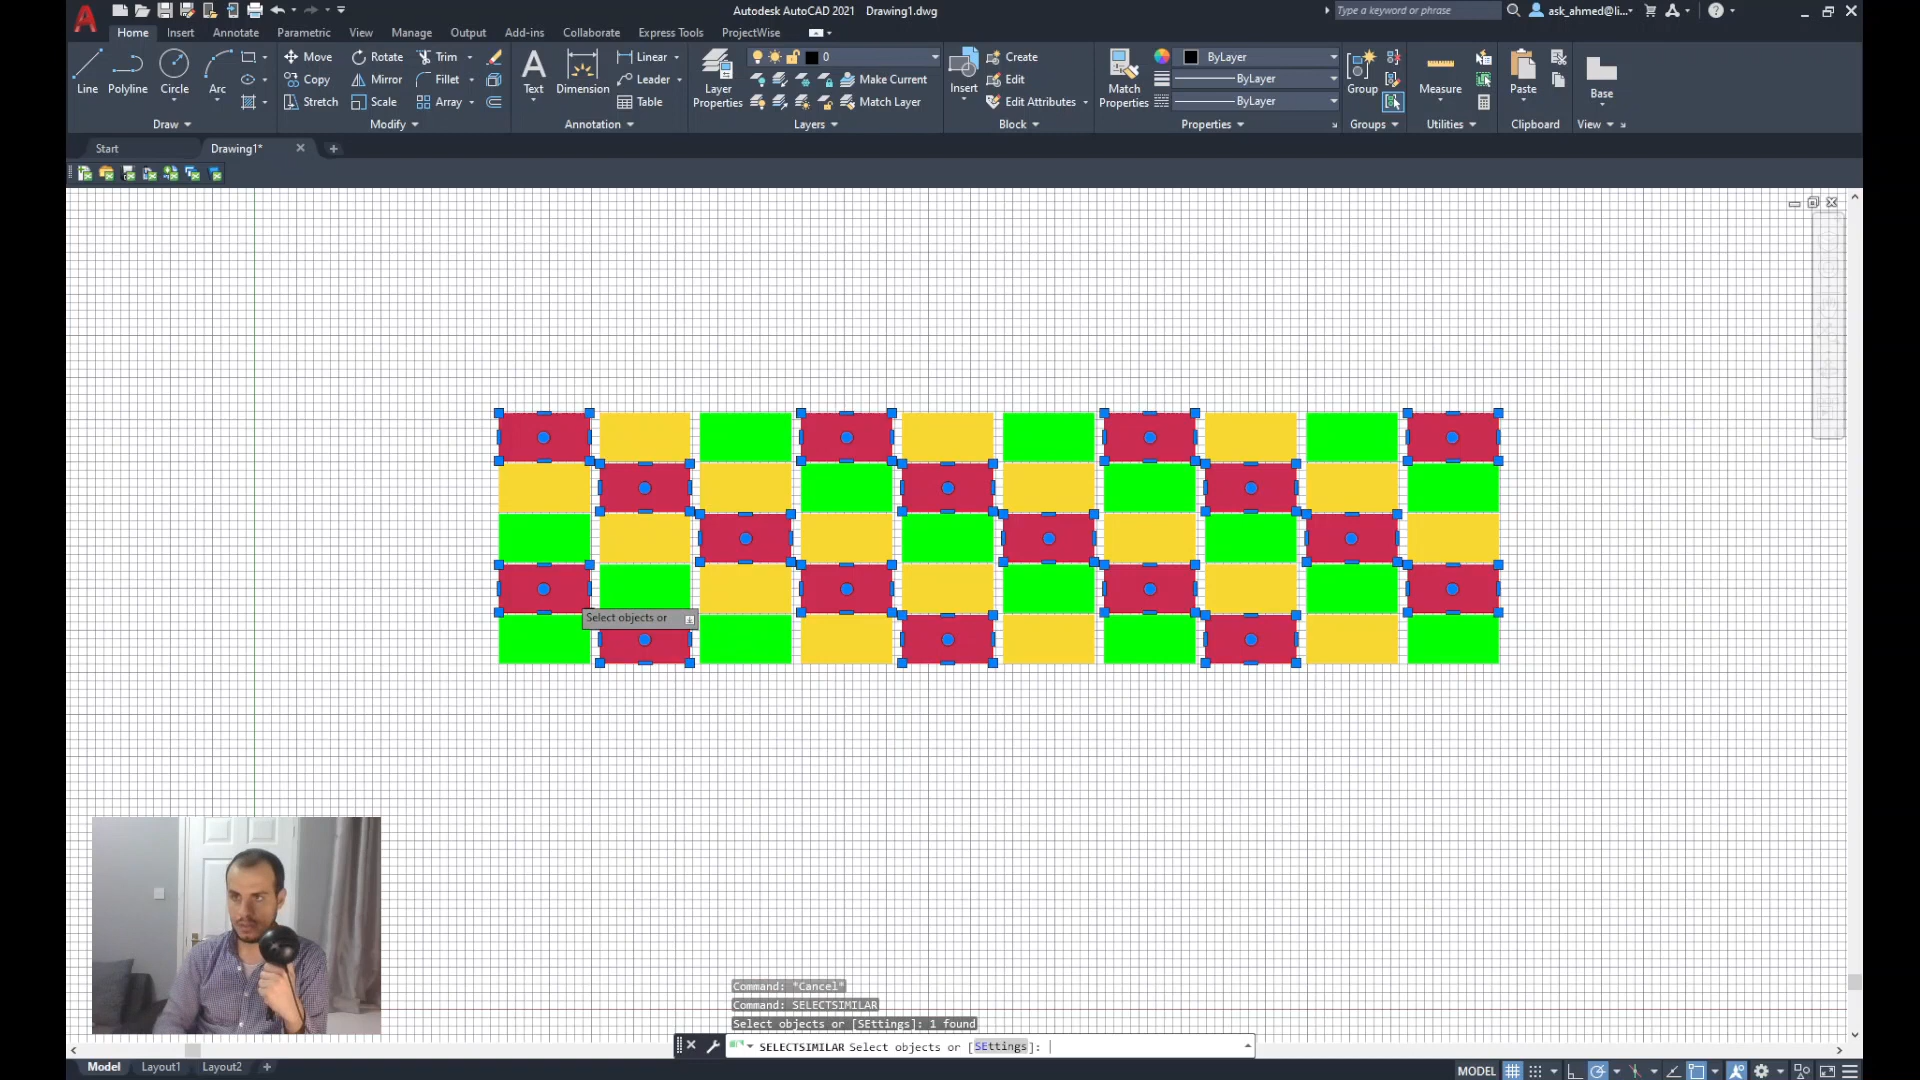 Autodesk AutoCAD 2021 Drawing1.dwg
Type a keyword or phrase
ask_ahmed@li...
Home Insert Annotate Parametric View Manage Output Add-ins Collaborate Express Tools ProjectWise
Line Polyline Circle Arc
Draw
Move Rotate Trim
Copy Mirror Fillet
Stretch Scale Array
Modify
Text Dimension
Linear
Leader
Table
Annotation
Layer Properties
0
Make Current
Match Layer
Layers
Insert
Create
Edit
Edit Attributes
Block
Match Properties
ByLayer
ByLayer
ByLayer
Properties
Group
Groups
Measure
Utilities
Paste
Clipboard
Base
View
Start Drawing1*
Select objects or
Command: *Cancel*
Command: SELECTSIMILAR
Select objects or [SEttings]: 1 found
SELECTSIMILAR Select objects or [SEttings]:
Model Layout1 Layout2
MODEL